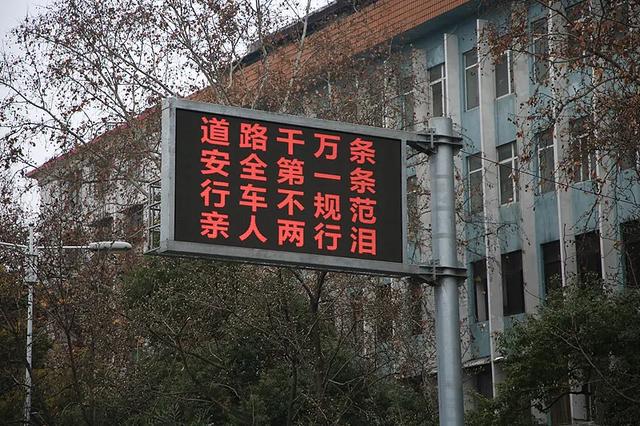 道路千万条
安全第一条
行车不规范
亲人两行泪